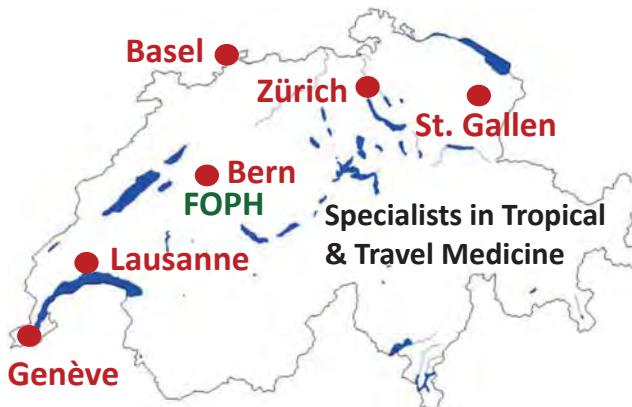 Basel
Zürich
St. Gallen
Bern
FOPH
Specialists in Tropical
& Travel Medicine
Lausanne
Genève